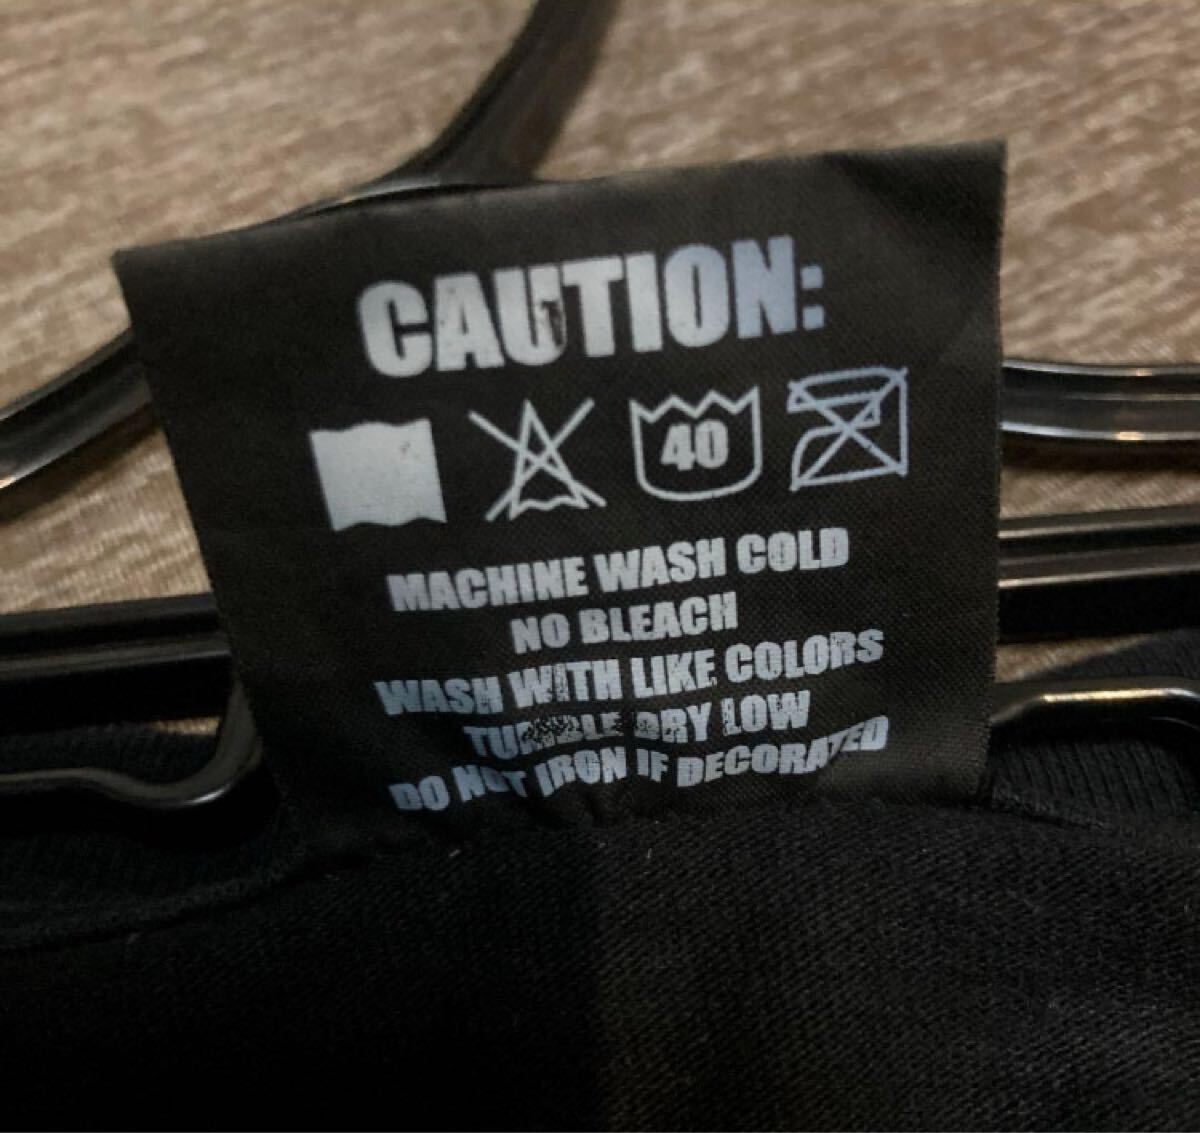 CAUTION:
40
MACHINE WASH COLD
NO BLEACH
WASH WITH LIKE COLORS
TUMBLE DRY LOW
DO NOT IRON IF DECORATED